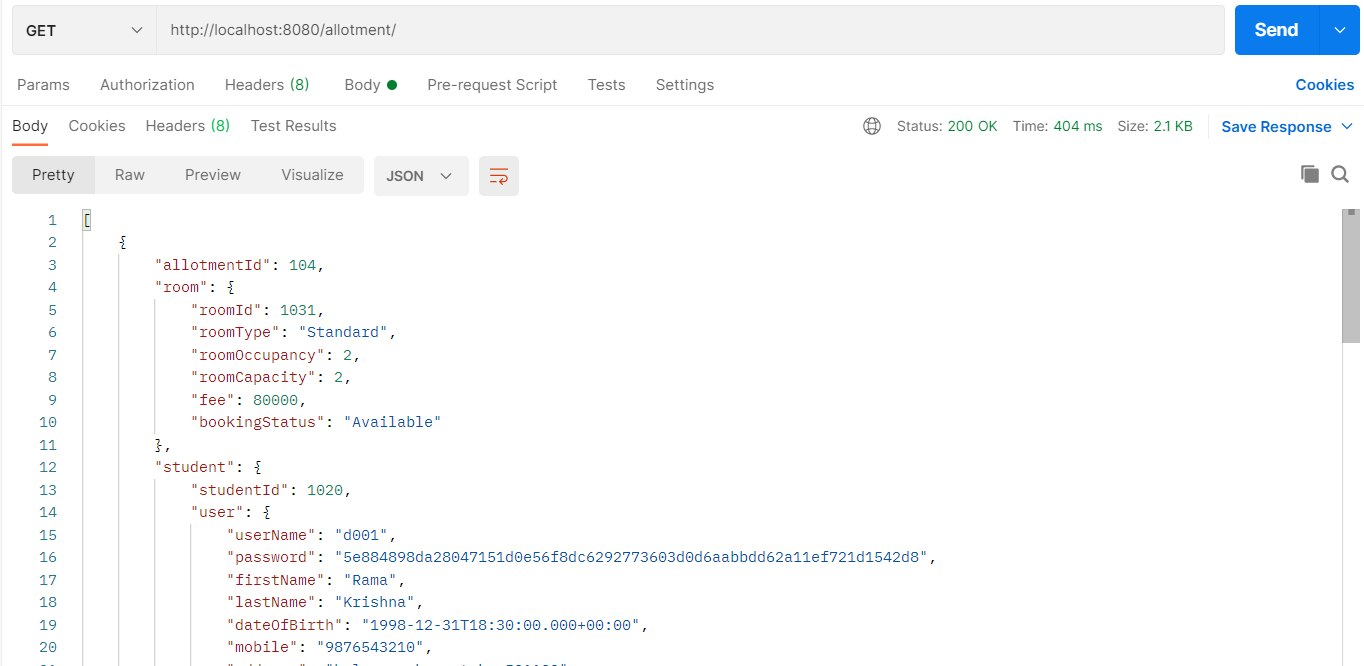 GET http://localhost:8080/allotment/ Send
Params Authorization Headers (8) Body Pre-request Script Tests Settings Cookies
Body Cookies Headers (8) Test Results Status: 200 OK Time: 404 ms Size: 2.1 KB Save Response
Pretty Raw Preview Visualize JSON
1 [
2 {
3 "allotmentId": 104,
4 "room": {
5 "roomId": 1031,
6 "roomType": "Standard",
7 "roomOccupancy": 2,
8 "roomCapacity": 2,
9 "fee": 80000,
10 "bookingStatus": "Available"
11 },
12 "student": {
13 "studentId": 1020,
14 "user": {
15 "userName": "d001",
16 "password": "5e884898da28047151d0e56f8dc6292773603d0d6aabbdd62a11ef721d1542d8",
17 "firstName": "Rama",
18 "lastName": "Krishna",
19 "dateOfBirth": "1998-12-31T18:30:00.000+00:00",
20 "mobile": "9876543210",